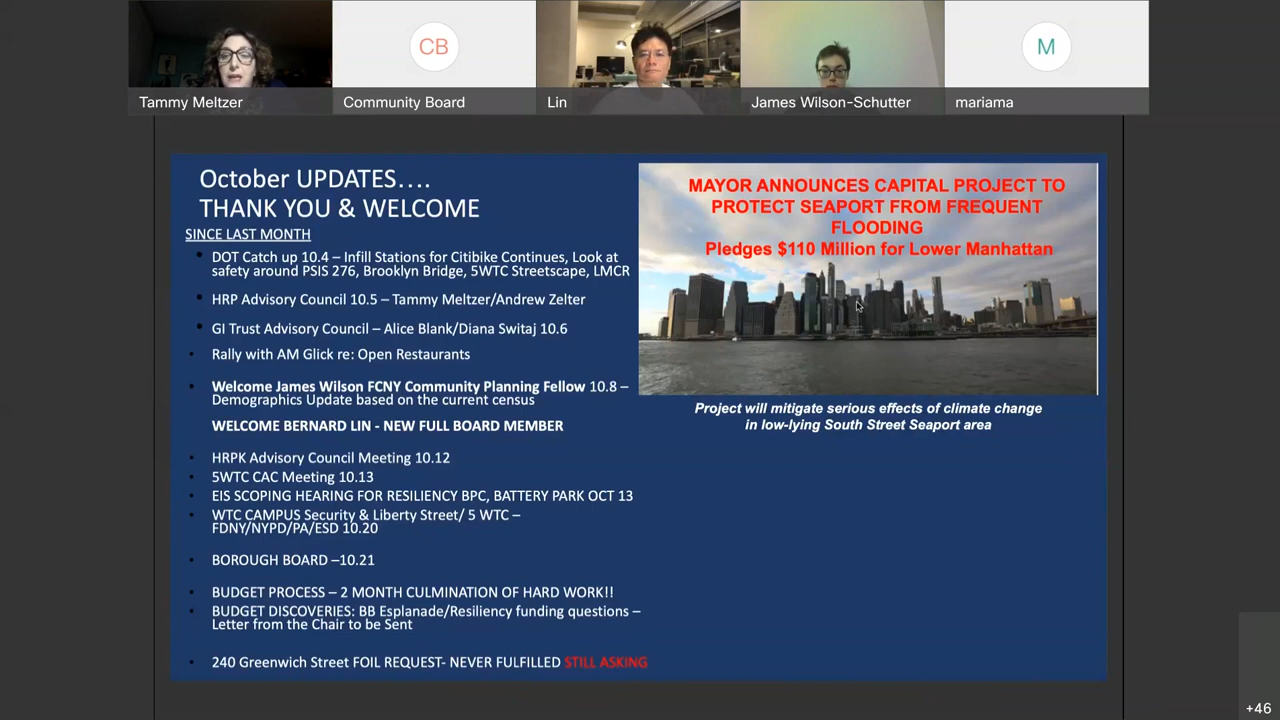 CB
M
Tammy Meltzer
Community Board
Lin
James Wilson-Schutter
mariama
October UPDATES....
THANK YOU & WELCOME
SINCE LAST MONTH
DOT Catch up 10.4 – Infill Stations for Citibike Continues, Look at
safety around PSIS 276, Brooklyn Bridge, 5WTC Streetscape, LMCR
HRP Advisory Council 10.5 – Tammy Meltzer/Andrew Zelter
GI Trust Advisory Council – Alice Blank/Diana Switaj 10.6
Rally with AM Glick re: Open Restaurants
Welcome James Wilson FCNY Community Planning Fellow 10.8 –
Demographics Update based on the current census
WELCOME BERNARD LIN - NEW FULL BOARD MEMBER
HRPK Advisory Council Meeting 10.12
5WTC CAC Meeting 10.13
EIS SCOPING HEARING FOR RESILIENCY BPC, BATTERY PARK OCT 13
WTC CAMPUS Security & Liberty Street/ 5 WTC –
FDNY/NYPD/PA/ESD 10.20
BOROUGH BOARD –10.21
BUDGET PROCESS – 2 MONTH CULMINATION OF HARD WORK!!
BUDGET DISCOVERIES: BB Esplanade/Resiliency funding questions –
Letter from the Chair to be Sent
240 Greenwich Street FOIL REQUEST- NEVER FULFILLED STILL ASKING
MAYOR ANNOUNCES CAPITAL PROJECT TO
PROTECT SEAPORT FROM FREQUENT
FLOODING
Pledges $110 Million for Lower Manhattan
Project will mitigate serious effects of climate change
in low-lying South Street Seaport area
+46